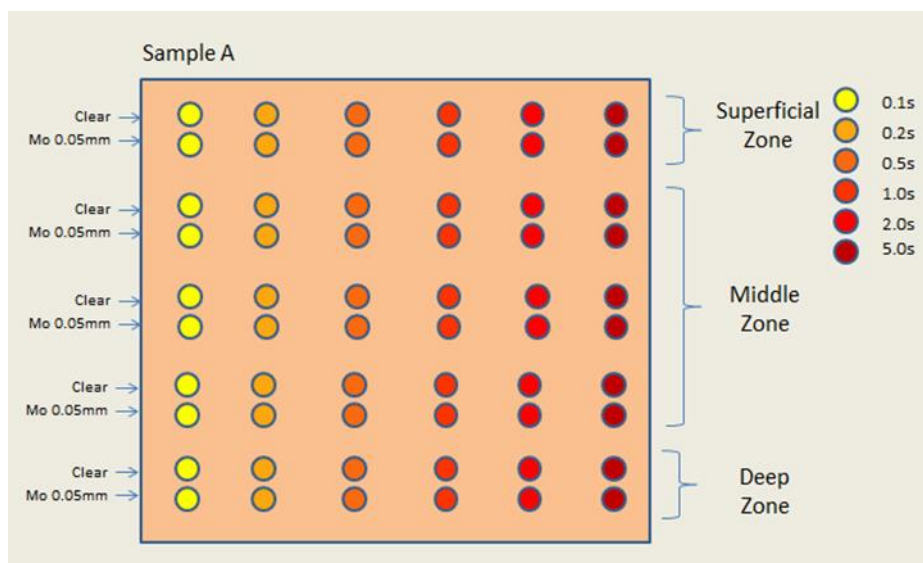 Sample A
Clear
Mo 0.05mm
Clear
Mo 0.05mm
Clear
Mo 0.05mm
Clear
Mo 0.05mm
Clear
Mo 0.05mm
Superficial
Zone
Middle
Zone
Deep
Zone
0.1s
0.2s
0.5s
1.0s
2.0s
5.0s